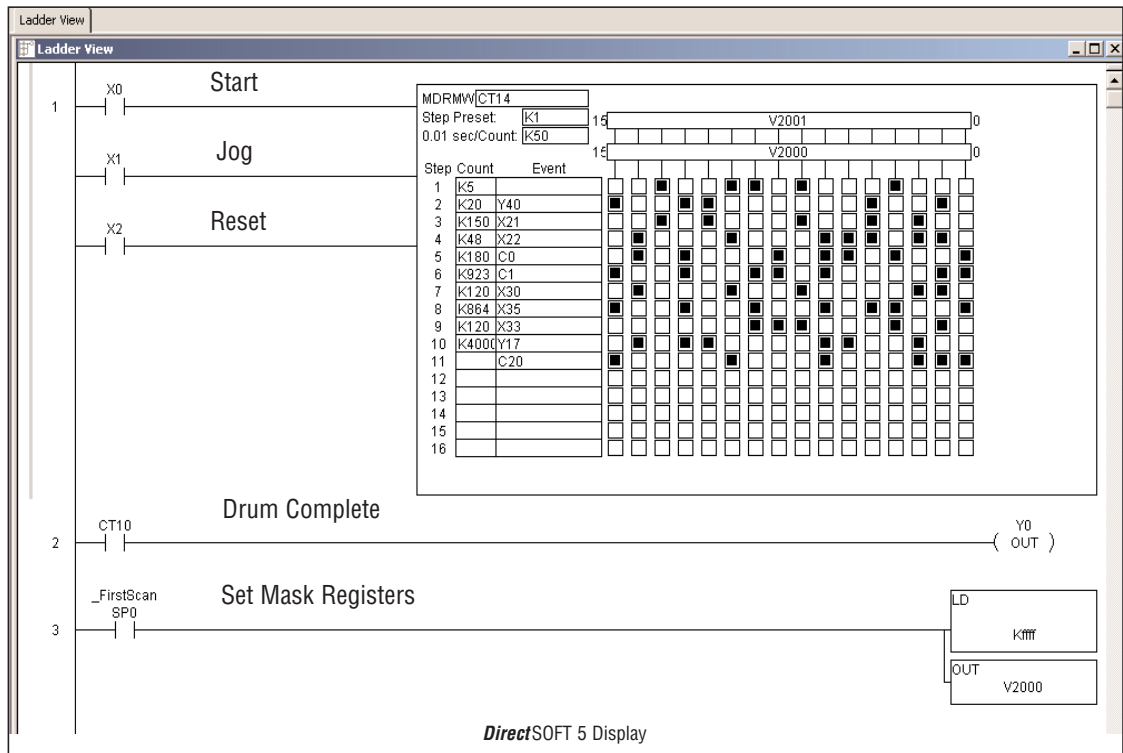 Ladder View
Ladder View
X0
Start
1
MDRMW CT14
Step Preset: K1
15 V2001 0
0.01 sec/Count: K50
15 V2000 0
X1
Jog
Step Count Event
1 K5
2 K20 Y40
3 K150 X21
X2
Reset
4 K48 X22
5 K180 C0
6 K923 C1
7 K120 X30
8 K864 X35
9 K120 X33
10 K4000 Y17
11 C20
12
13
14
15
16
Drum Complete
CT10
2
Y0
( OUT )
_FirstScan
SP0
Set Mask Registers
3
LD
Kffff
OUT
V2000
DirectSOFT 5 Display